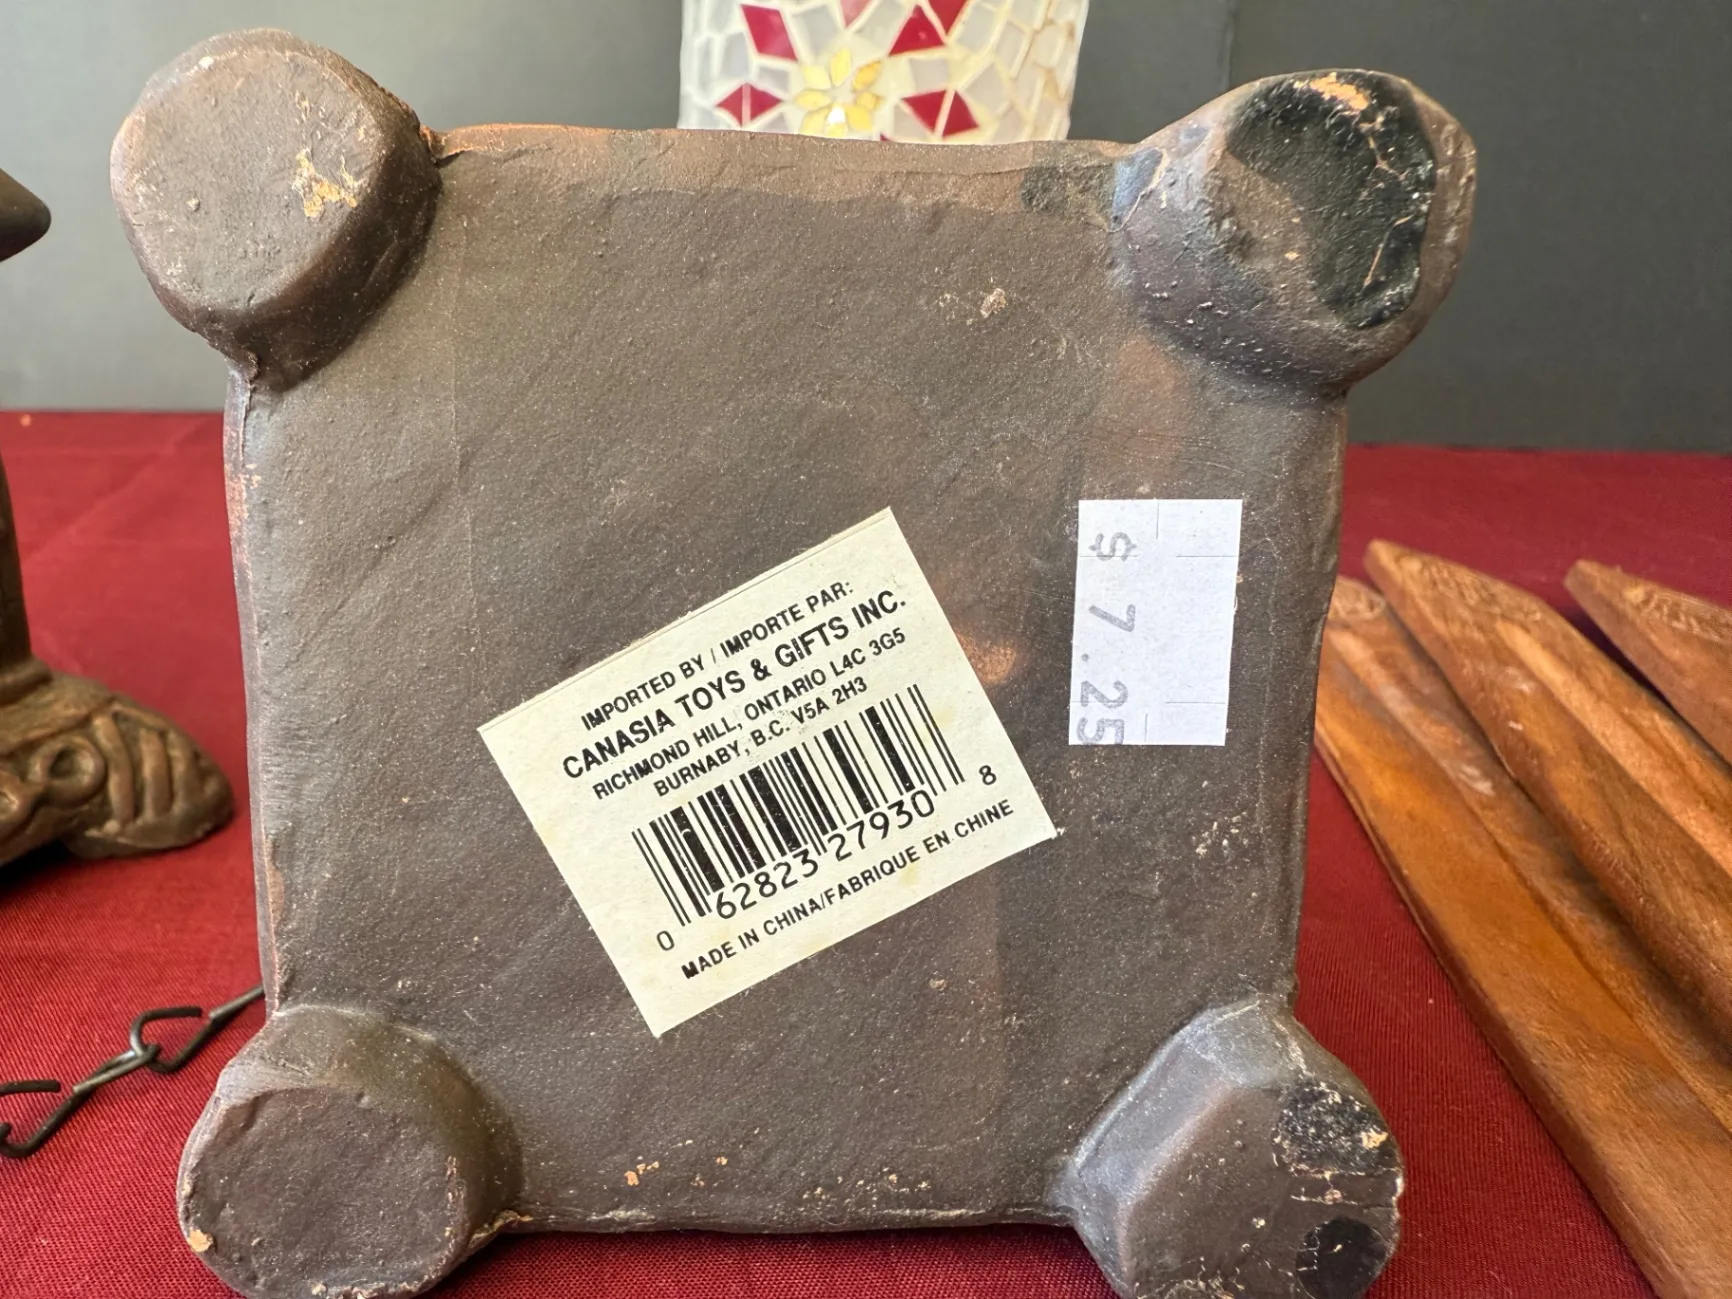 IMPORTED BY / IMPORTE PAR:
CANASIA TOYS & GIFTS INC.
RICHMOND HILL, ONTARIO L4C 3G5
BURNABY, B.C. V5A 2H3
0 62823 27930 8
MADE IN CHINA/FABRIQUE EN CHINE
$ 7.25